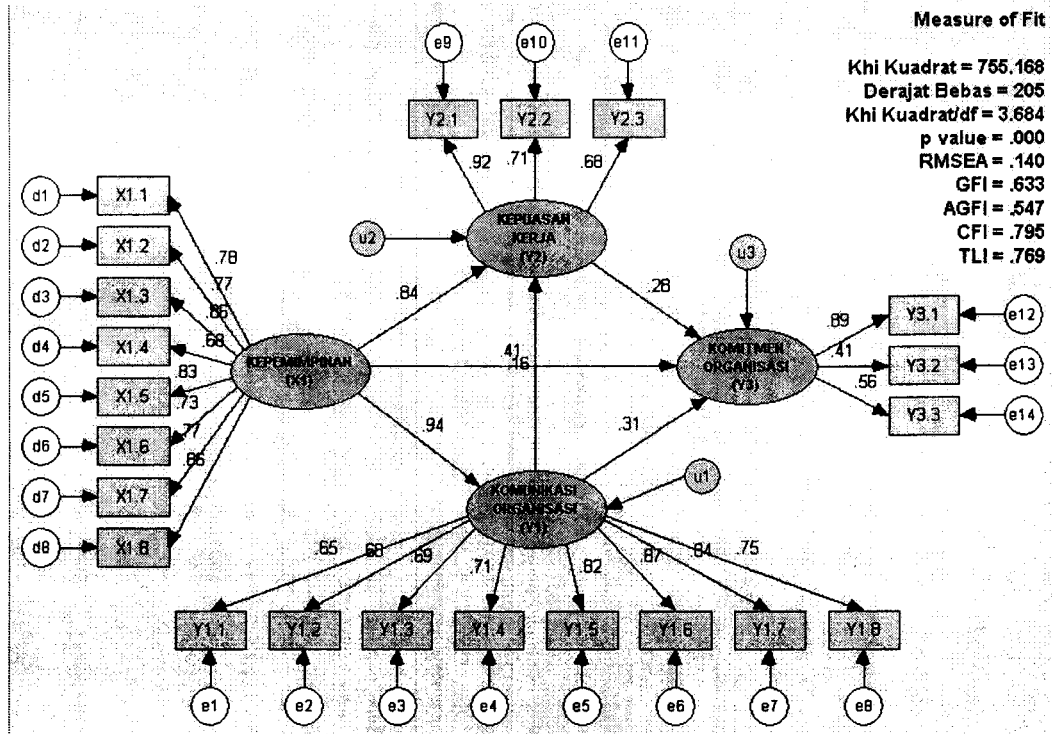 Measure of Fit
Khi Kuadrat = 755.168
Derajat Bebas = 205
Khi Kuadrat/df = 3.684
p value = .000
RMSEA = .140
GFI = .633
AGFI = .547
CFI = .795
TLI = .769
e9 e10 e11
Y2.1 Y2.2 Y2.3
.92 .71 .68
d1 X1.1
d2 X1.2
d3 X1.3
d4 X1.4
d5 X1.5
d6 X1.6
d7 X1.7
d8 X1.8
.78
.77
.68
.83
.73
.77
.86
KEPUASAN
KERJA
(Y2)
u2
u3
.84
.28
KEPEMIMPINAN
(X1)
.41
.16
KOMITMEN
ORGANISASI
(Y3)
.89 Y3.1 e12
.41 Y3.2 e13
.56 Y3.3 e14
.94
.31
KOMUNIKASI
ORGANISASI
(Y1)
u1
.65 .68 .69 .71 .82 .87 .84 .75
Y1.1 Y1.2 Y1.3 Y1.4 Y1.5 Y1.6 Y1.7 Y1.8
e1 e2 e3 e4 e5 e6 e7 e8